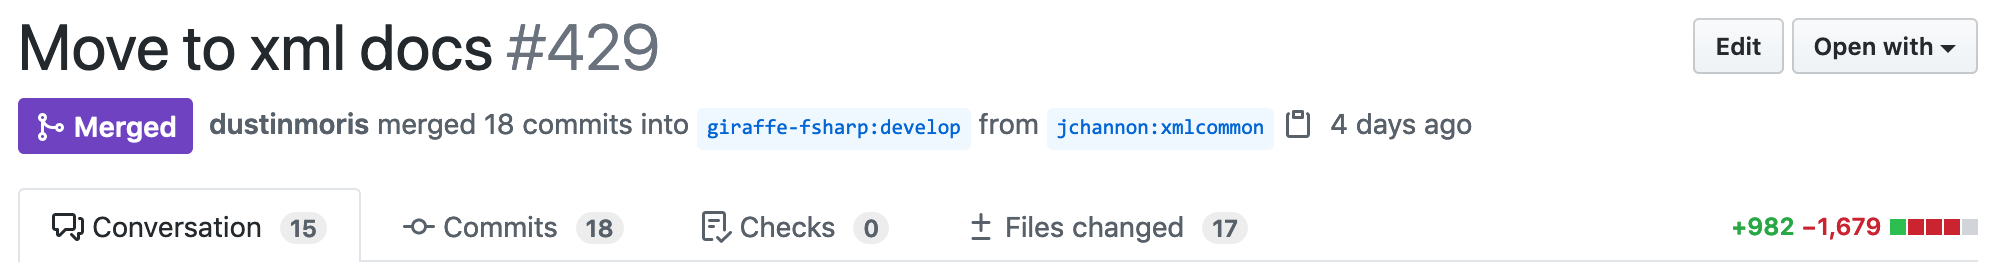 Move to xml docs #429
Edit
Open with
Merged
dustinmoris merged 18 commits into giraffe-fsharp:develop from jchannon:xmlcommon 4 days ago
Conversation 15
Commits 18
Checks 0
Files changed 17
+982 −1,679